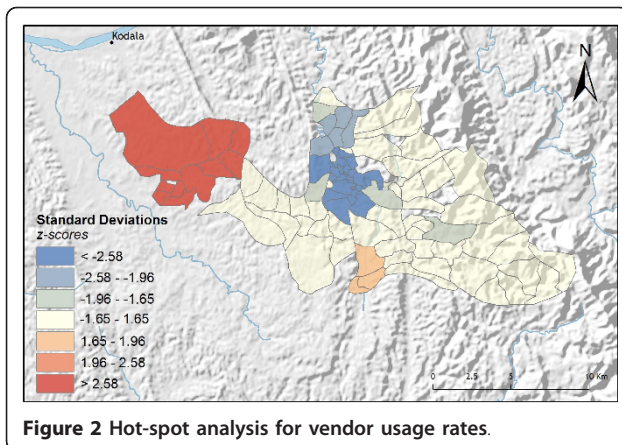 Kodala
N
Standard Deviations
z-scores
< -2.58
-2.58 - -1.96
-1.96 - -1.65
-1.65 - 1.65
1.65 - 1.96
1.96 - 2.58
> 2.58
0 2.5 5 10 Km
Figure 2 Hot-spot analysis for vendor usage rates.